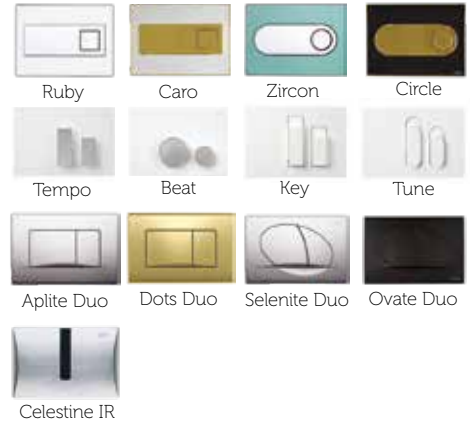 Ruby Caro Zircon Circle
Tempo Beat Key Tune
Aplite Duo Dots Duo Selenite Duo Ovate Duo
Celestine IR